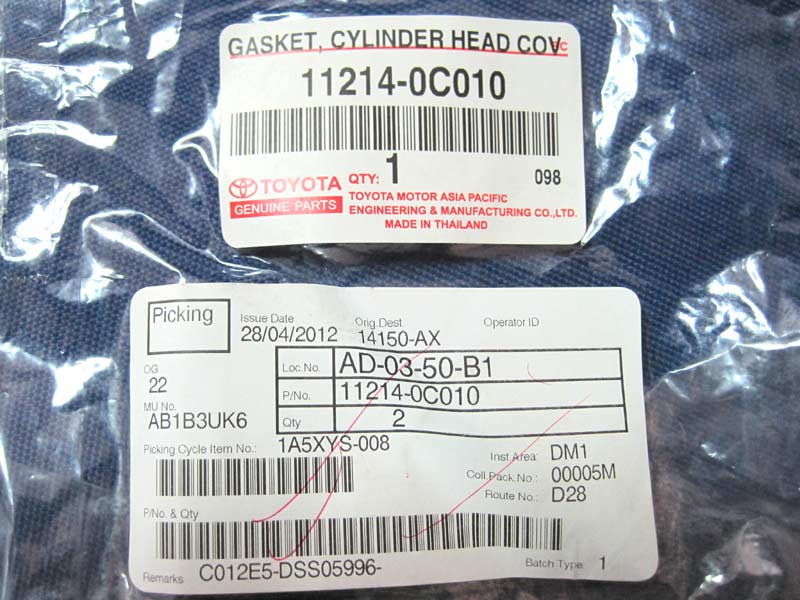 GASKET, CYLINDER HEAD COV
SC
11214-0C010
QTY: 1
098
TOYOTA
GENUINE PARTS
TOYOTA MOTOR ASIA PACIFIC
ENGINEERING & MANUFACTURING CO.,LTD.
MADE IN THAILAND
Picking
Issue Date
28/04/2012
Orig.Dest.
14150-AX
Operator ID
OG
22
Loc.No. AD-03-50-B1
P/No. 11214-0C010
Qty 2
MU No.
AB1B3UK6
Picking Cycle Item No.: 1A5XYS-008
Inst.Area: DM1
Coll.Pack.No.: 00005M
Route No.: D28
P/No. & Qty
Remarks C012E5-DSS05996-
Batch Type: 1